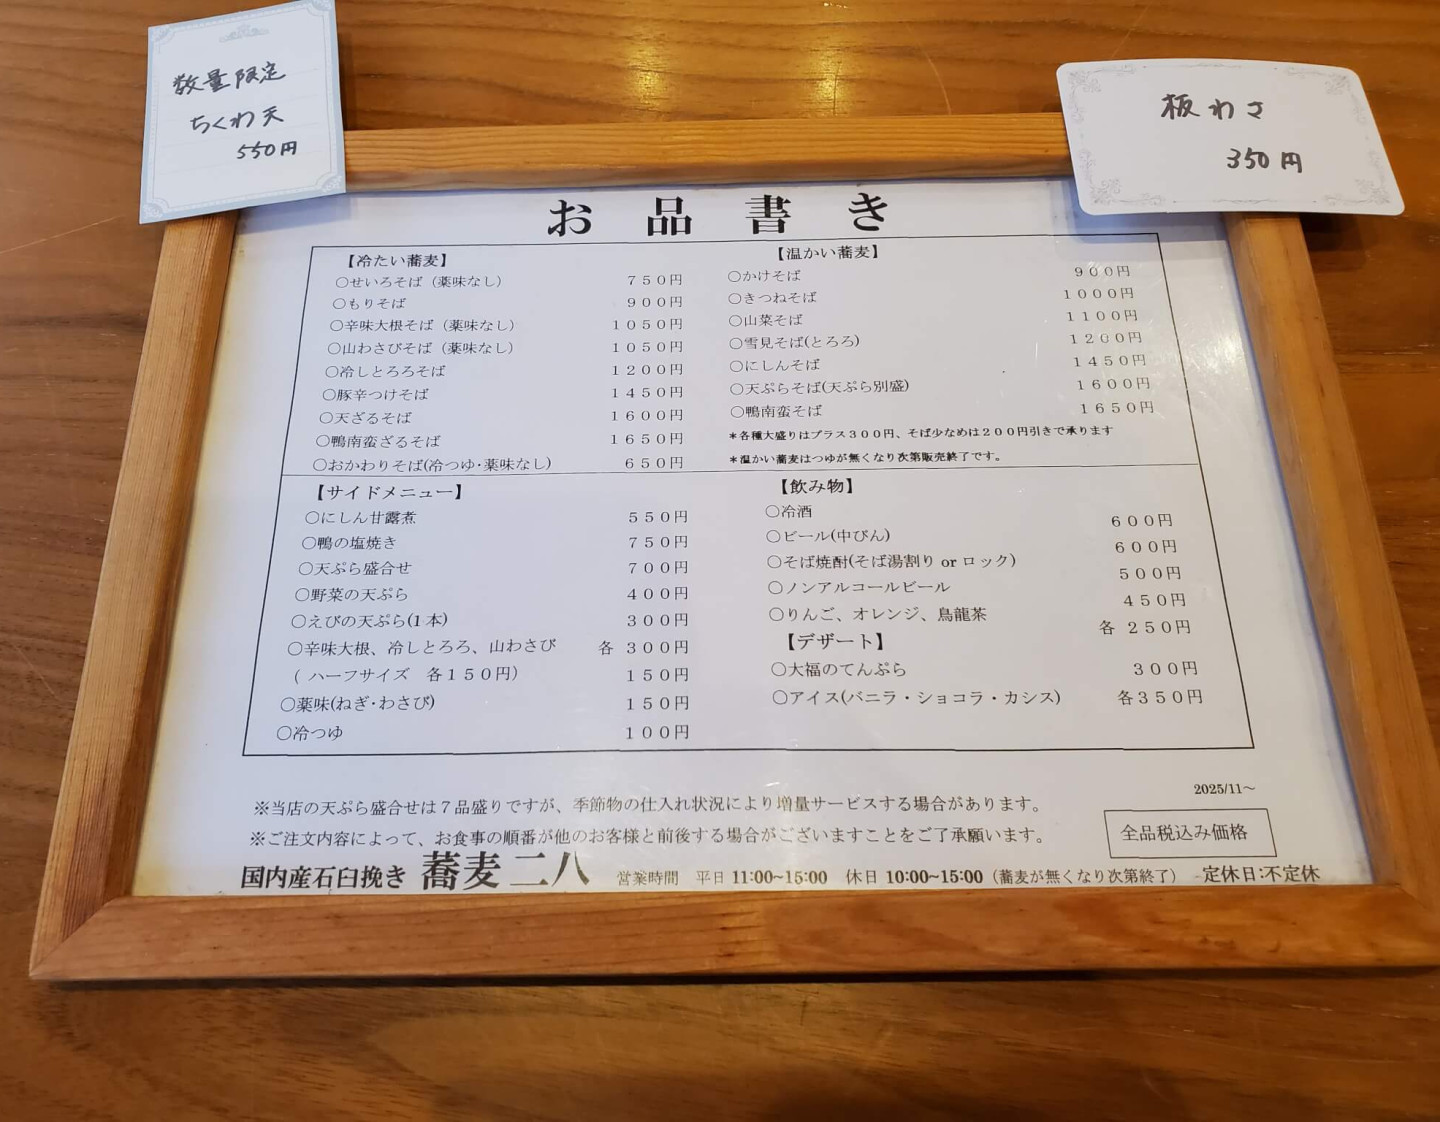 数量限定
ちくわ天
550円
板わさ
350円
お品書き
【冷たい蕎麦】
〇せいろそば（薬味なし） 750円
〇もりそば 900円
〇辛味大根そば（薬味なし） 1050円
〇山わさびそば（薬味なし） 1050円
〇冷しとろろそば 1200円
〇豚辛つけそば 1450円
〇天ざるそば 1600円
〇鴨南蛮ざるそば 1650円
〇おかわりそば(冷つゆ･薬味なし) 650円
【温かい蕎麦】
〇かけそば 900円
〇きつねそば 1000円
〇山菜そば 1100円
〇雪見そば(とろろ) 1200円
〇にしんそば 1450円
〇天ぷらそば(天ぷら別盛) 1600円
〇鴨南蛮そば 1650円
＊各種大盛りはプラス３００円、そば少なめは２００円引きで承ります
＊温かい蕎麦はつゆが無くなり次第販売終了です。
【サイドメニュー】
〇にしん甘露煮 550円
〇鴨の塩焼き 750円
〇天ぷら盛合せ 700円
〇野菜の天ぷら 400円
〇えびの天ぷら(1本) 300円
〇辛味大根、冷しとろろ、山わさび 各 300円
( ハーフサイズ 各１５０円） 150円
〇薬味(ねぎ･わさび) 150円
〇冷つゆ 100円
【飲み物】
〇冷酒 600円
〇ビール(中びん) 600円
〇そば焼酎(そば湯割り or ロック) 500円
〇ノンアルコールビール 450円
〇りんご、オレンジ、烏龍茶 各 250円
【デザート】
〇大福のてんぷら 300円
〇アイス(バニラ・ショコラ・カシス) 各350円
2025/11～
※当店の天ぷら盛合せは７品盛りですが、季節物の仕入れ状況により増量サービスする場合があります。
※ご注文内容によって、お食事の順番が他のお客様と前後する場合がございますことをご了承願います。
全品税込み価格
国内産石臼挽き 蕎麦 二八 営業時間 平日 11:00~15:00 休日 10:00~15:00（蕎麦が無くなり次第終了） -定休日:不定休